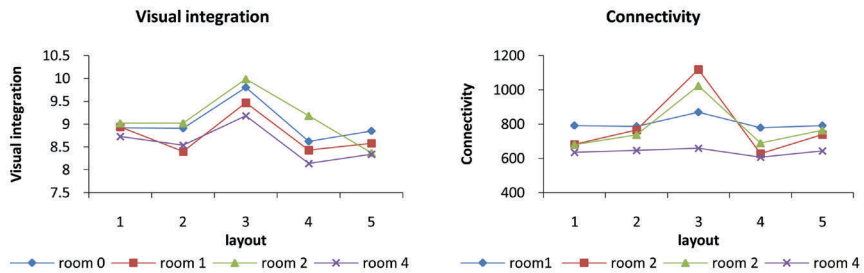 Visual integration
10.5
10
9.5
9
8.5
8
7.5
Visual integration
1 2 3 4 5
layout
room 0 room 1 room 2 room 4
Connectivity
1200
1000
800
600
400
Connectivity
1 2 3 4 5
layout
room1 room 2 room 2 room 4